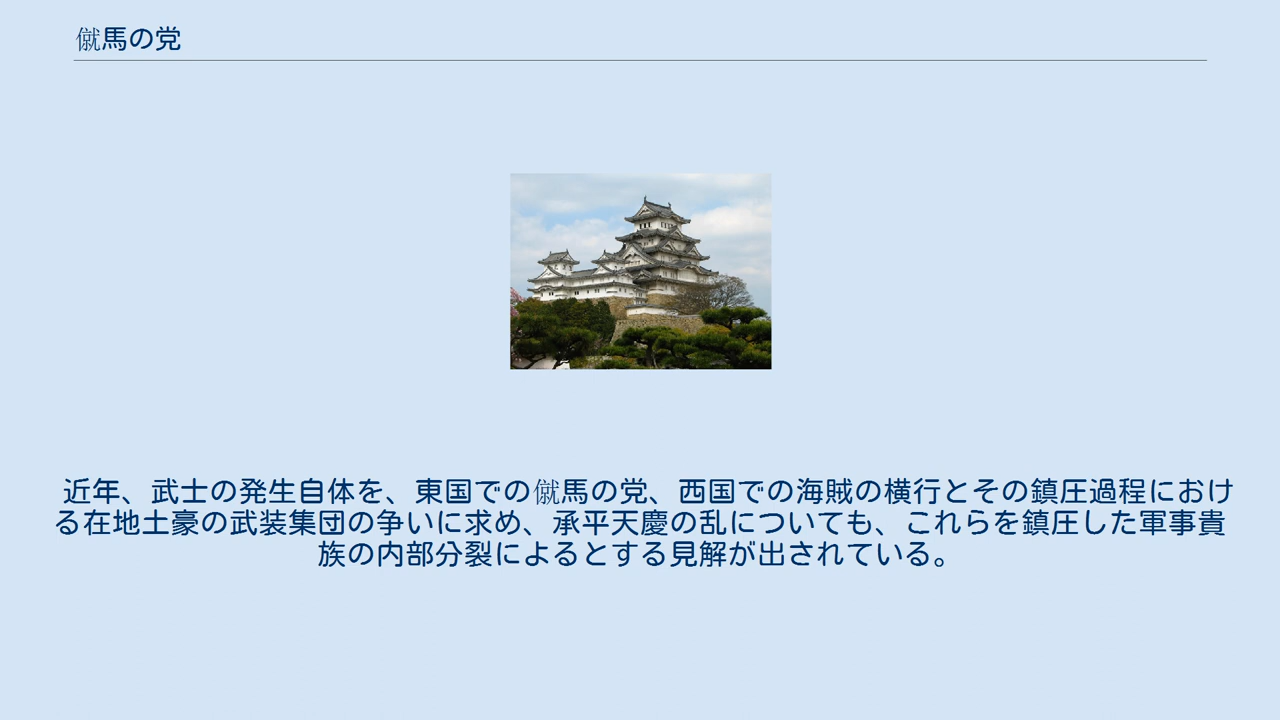 僦馬の党
近年、武士の発生自体を、東国での僦馬の党、西国での海賊の横行とその鎮圧過程におけ
る在地土豪の武装集団の争いに求め、承平天慶の乱についても、これらを鎮圧した軍事貴
族の内部分裂によるとする見解が出されている。